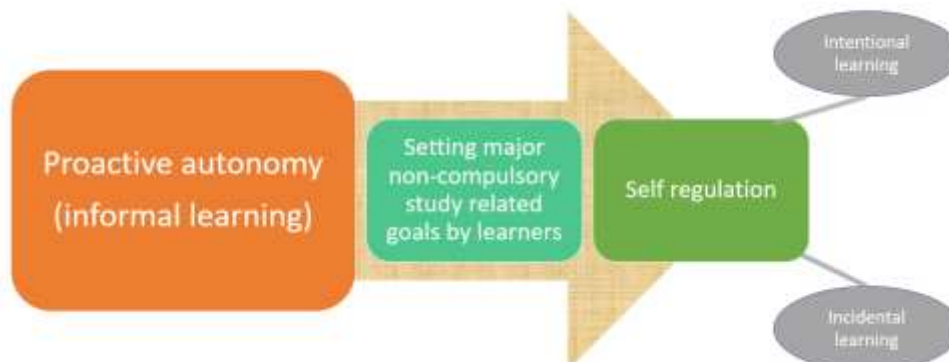 Proactive autonomy
(informal learning)
Setting major
non-compulsory
study related
goals by learners
Self regulation
Intentional
learning
Incidental
learning